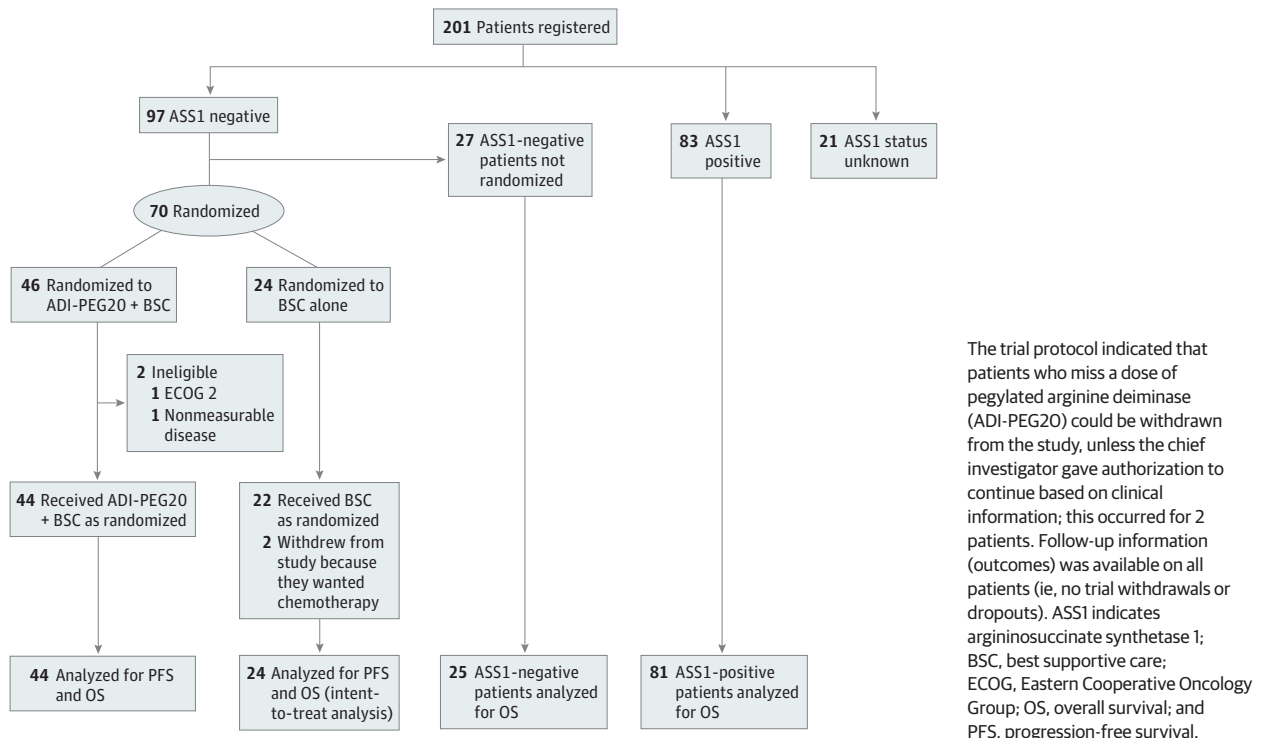 201 Patients registered
97 ASS1 negative
27 ASS1-negative
patients not
randomized
83 ASS1
positive
21 ASS1 status
unknown
70 Randomized
46 Randomized to
ADI-PEG20 + BSC
24 Randomized to
BSC alone
2 Ineligible
1 ECOG 2
1 Nonmeasurable
disease
44 Received ADI-PEG20
+ BSC as randomized
22 Received BSC
as randomized
2 Withdrew from
study because
they wanted
chemotherapy
44 Analyzed for PFS
and OS
24 Analyzed for PFS
and OS (intent-
to-treat analysis)
25 ASS1-negative
patients analyzed
for OS
81 ASS1-positive
patients analyzed
for OS
The trial protocol indicated that
patients who miss a dose of
pegylated arginine deiminase
(ADI-PEG20) could be withdrawn
from the study, unless the chief
investigator gave authorization to
continue based on clinical
information; this occurred for 2
patients. Follow-up information
(outcomes) was available on all
patients (ie, no trial withdrawals or
dropouts). ASS1 indicates
argininosuccinate synthetase 1;
BSC, best supportive care;
ECOG, Eastern Cooperative Oncology
Group; OS, overall survival; and
PFS, progression-free survival.